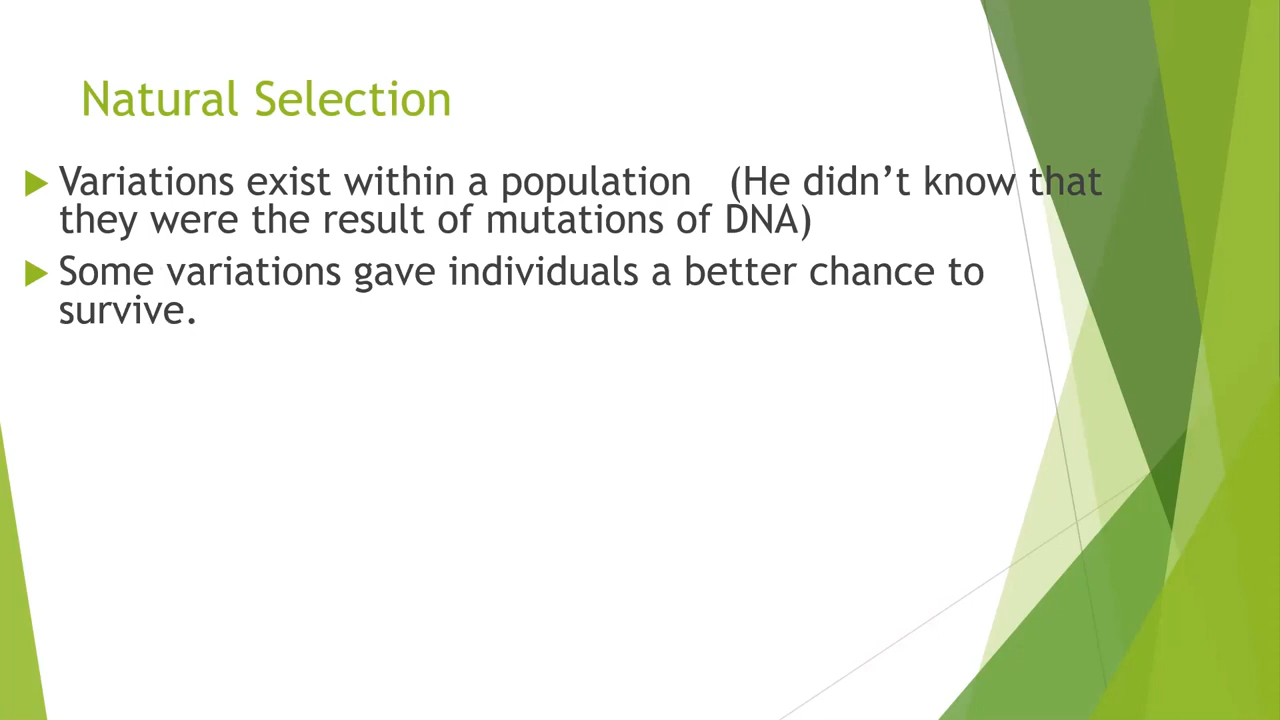 Natural Selection
Variations exist within a population (He didn’t know that
they were the result of mutations of DNA)
Some variations gave individuals a better chance to
survive.